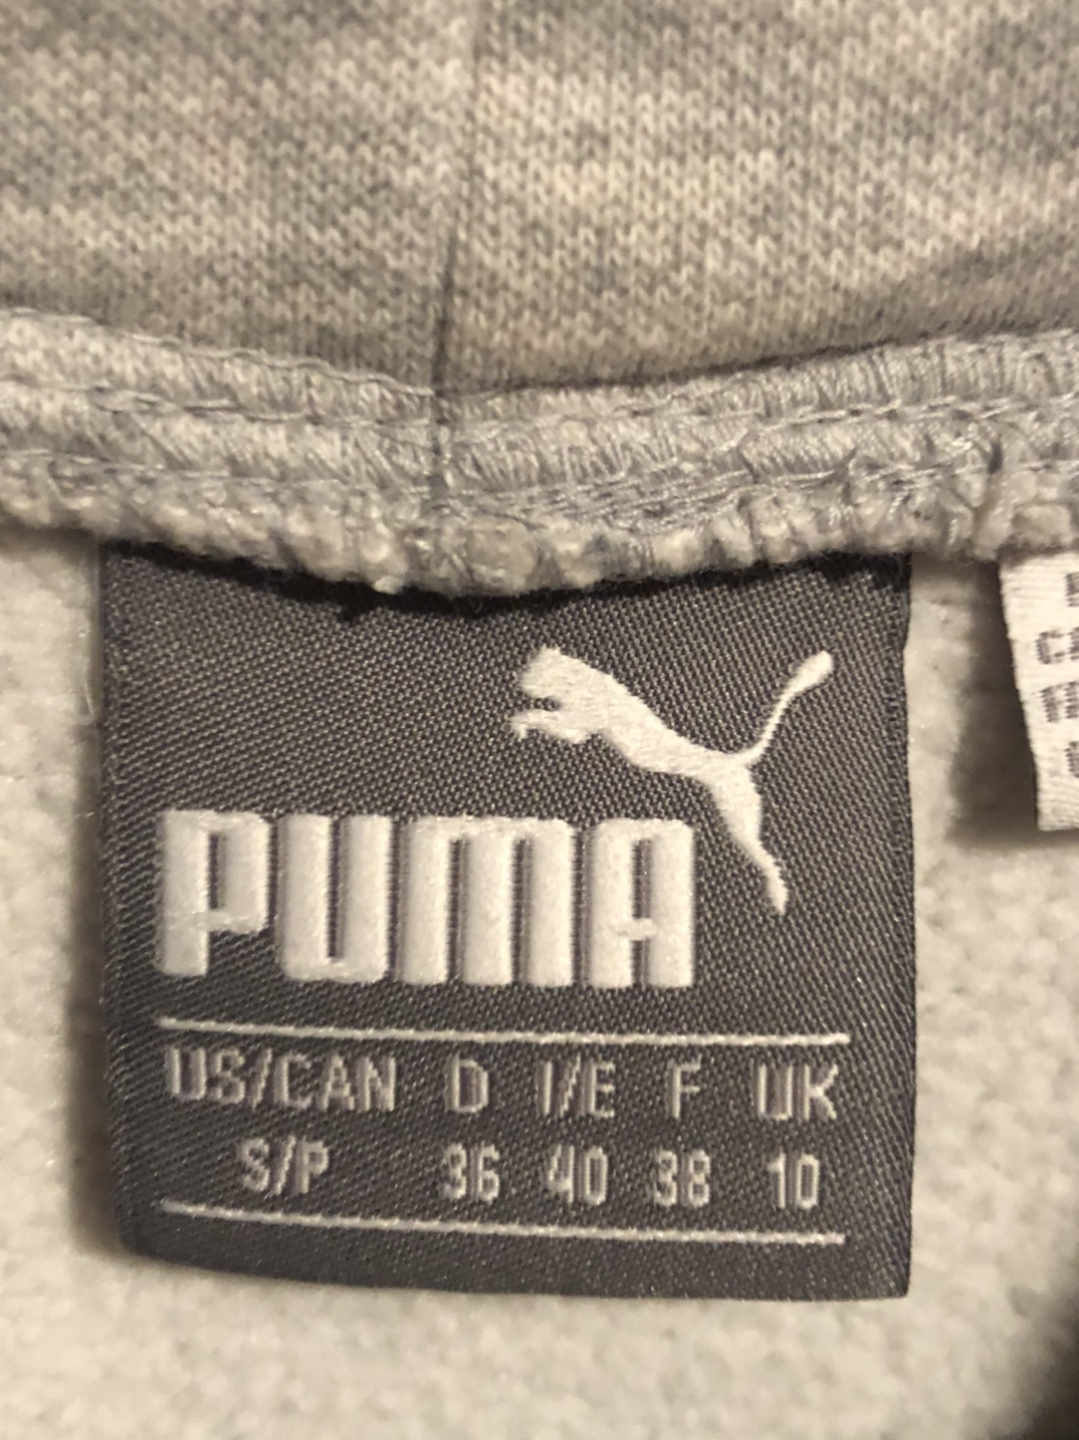 PUMA
US/CAN D I/E F UK
S/P 36 40 38 10